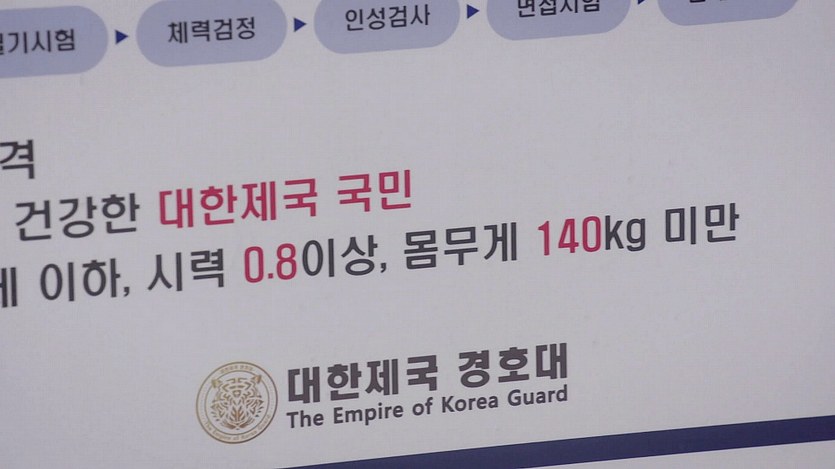 필기시험 ▶ 체력검정 ▶ 인성검사 ▶ 면접시험
격
건강한 대한제국 국민
세 이하, 시력 0.8이상, 몸무게 140kg 미만
대한제국 경호대
The Empire of Korea Guard